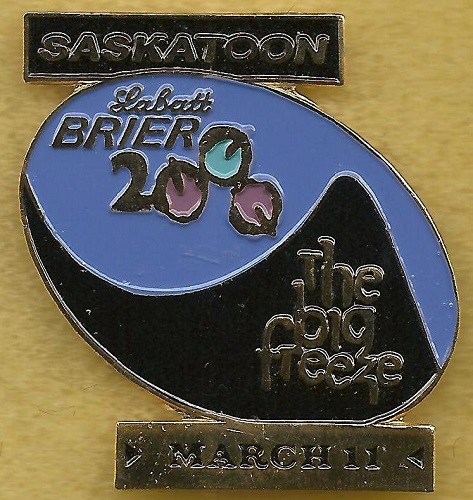 SASKATOON
Labatt
BRIER
2000
The
big
freeze
MARCH 11